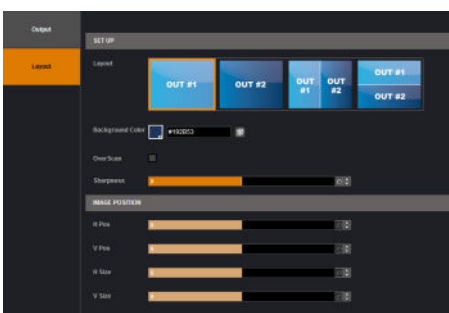 Output
SET UP
Layout
Layout
OUT #1
OUT #2
OUT #1
OUT #2
OUT #1
OUT #2
Background Color
#192B53
OverScan
Sharpness
IMAGE POSITION
H Pos
V Pos
H Size
V Size